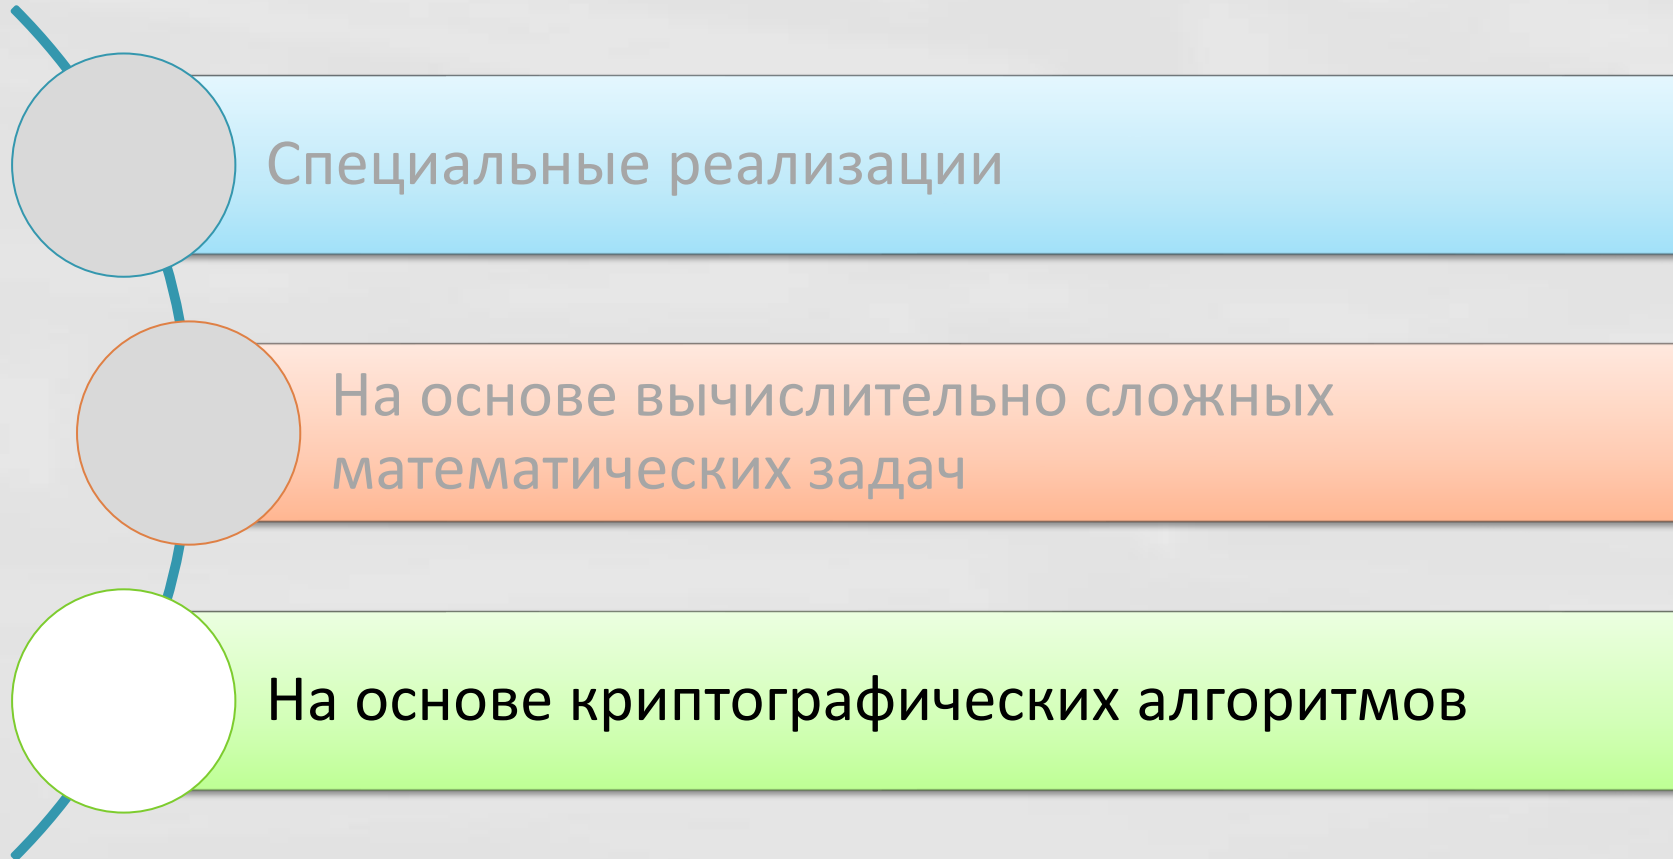 Специальные реализации
На основе вычислительно сложных
математических задач
На основе криптографических алгоритмов